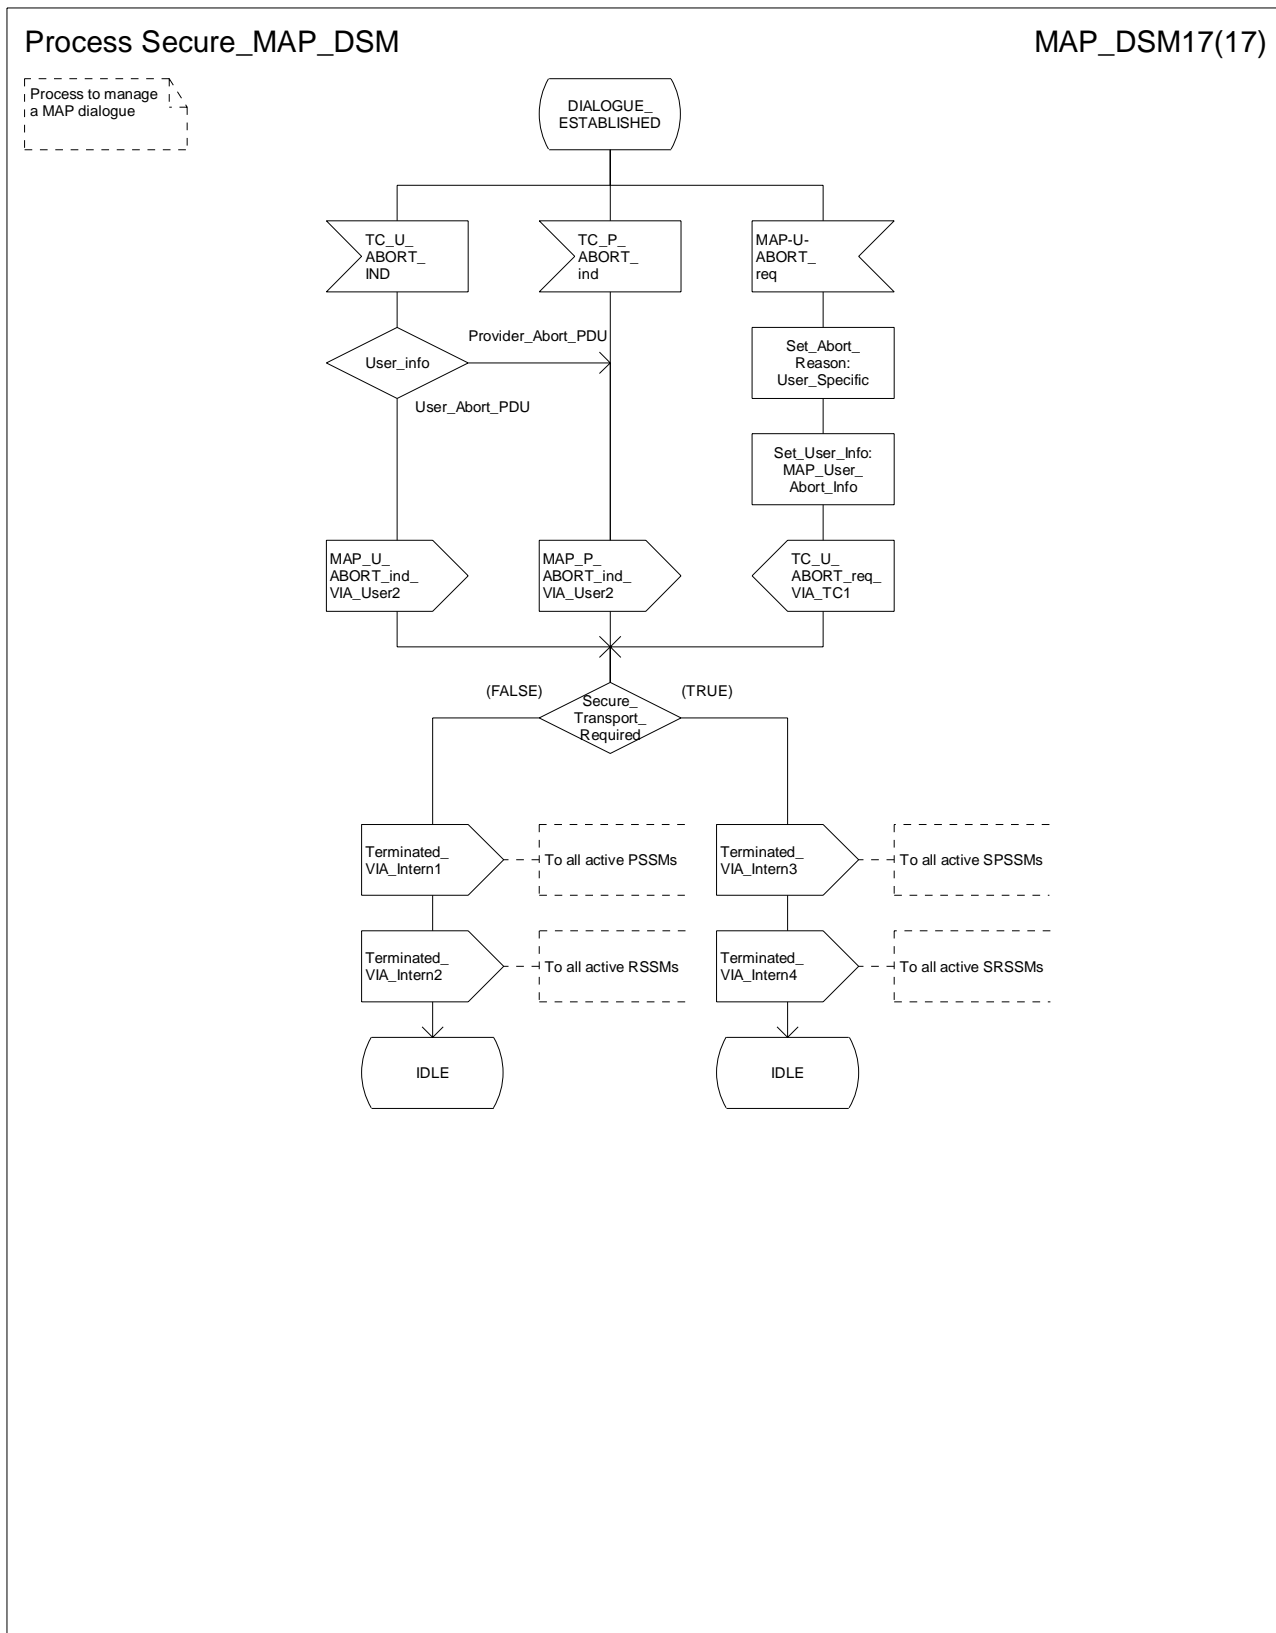 Process Secure_MAP_DSM
MAP_DSM17(17)
Process to manage
a MAP dialogue
DIALOGUE_
ESTABLISHED
TC_U_
ABORT_
IND
TC_P_
ABORT_
ind
MAP-U-
ABORT_
req
Provider_Abort_PDU
User_info
User_Abort_PDU
Set_Abort_
Reason:
User_Specific
Set_User_Info:
MAP_User_
Abort_Info
MAP_U_
ABORT_ind_
VIA_User2
MAP_P_
ABORT_ind_
VIA_User2
TC_U_
ABORT_req_
VIA_TC1
(FALSE)
(TRUE)
Secure_
Transport_
Required
Terminated_
VIA_Intern1
To all active PSSMs
Terminated_
VIA_Intern3
To all active SPSSMs
Terminated_
VIA_Intern2
To all active RSSMs
Terminated_
VIA_Intern4
To all active SRSSMs
IDLE
IDLE